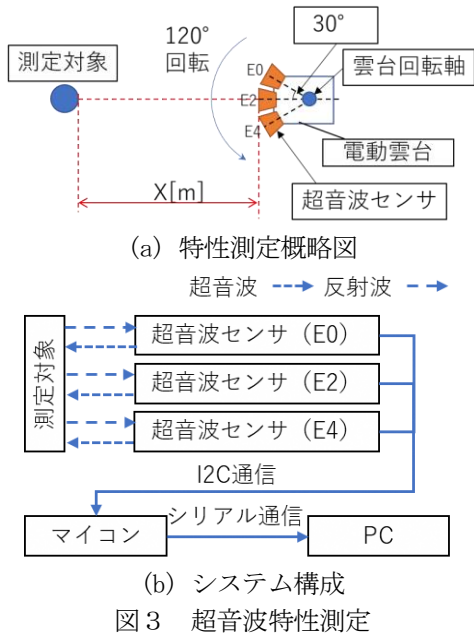 120°
回転
30°
測定対象
E0
E2
E4
雲台回転軸
電動雲台
超音波センサ
X[m]
(a) 特性測定概略図
超音波 反射波
測定対象
超音波センサ（E0）
超音波センサ（E2）
超音波センサ（E4）
I2C通信
シリアル通信
マイコン
PC
(b) システム構成
図３ 超音波特性測定